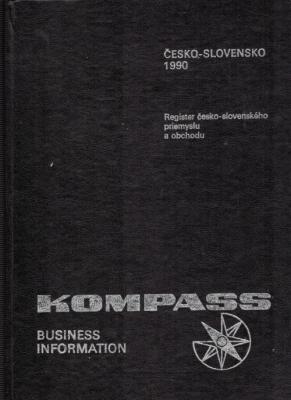 ČESKO-SLOVENSKO
1990
Register česko-slovenského
priemyslu
a obchodu
KOMPASS
BUSINESS
INFORMATION